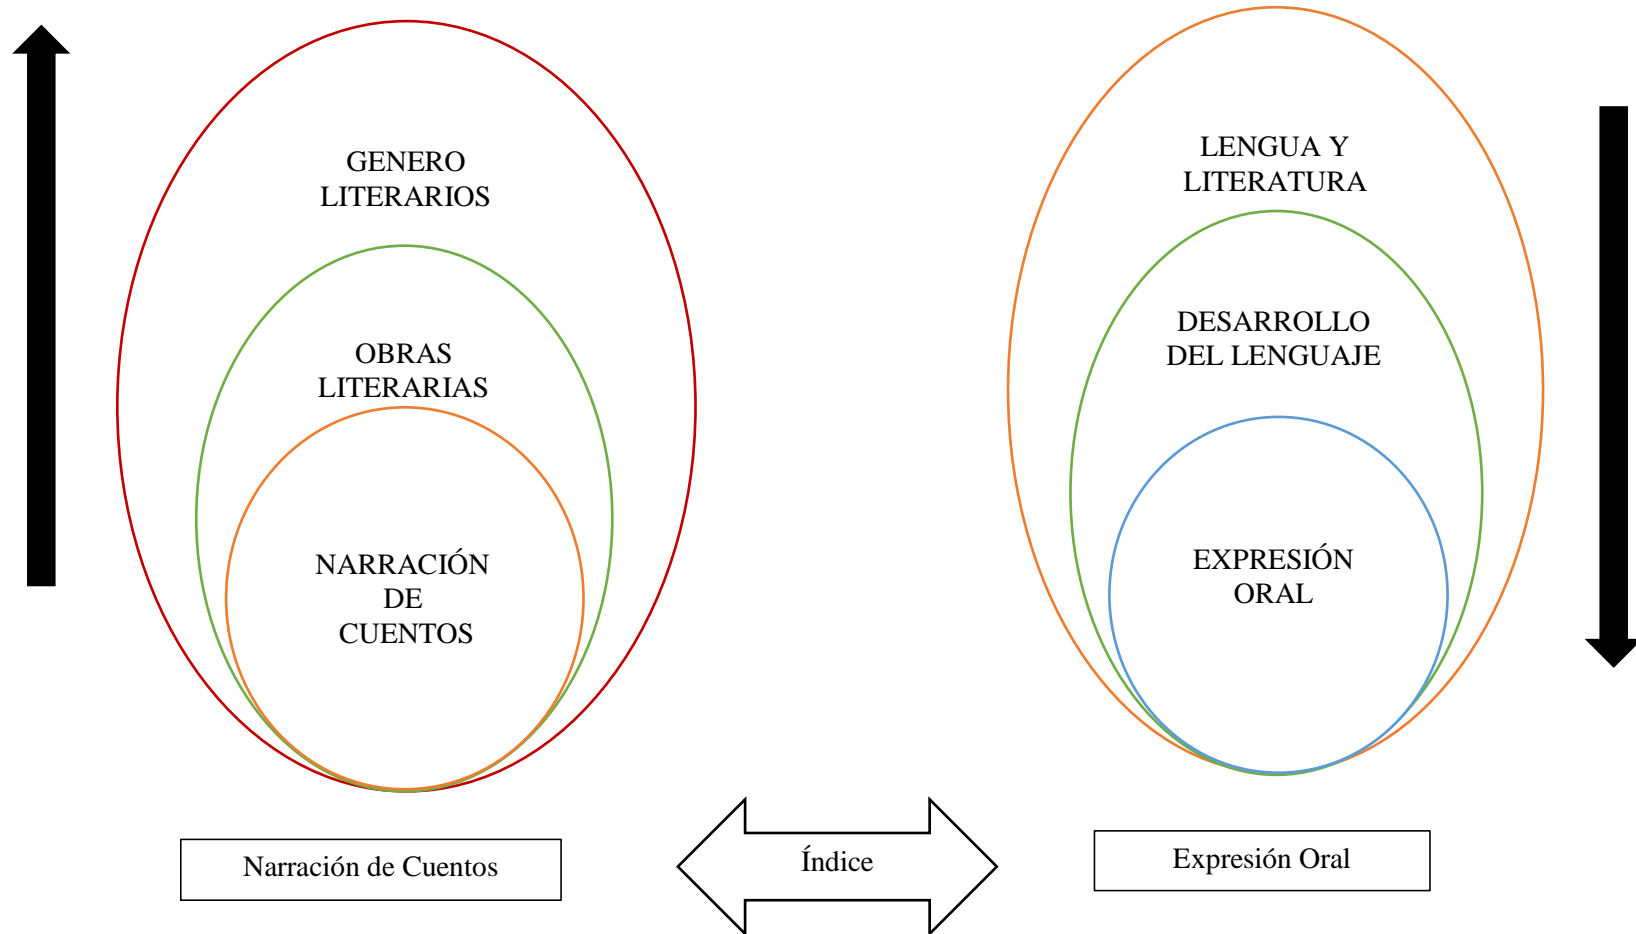 GENERO
LITERARIOS
OBRAS
LITERARIAS
NARRACIÓN
DE
CUENTOS
LENGUA Y
LITERATURA
DESARROLLO
DEL LENGUAJE
EXPRESIÓN
ORAL
Narración de Cuentos
Índice
Expresión Oral